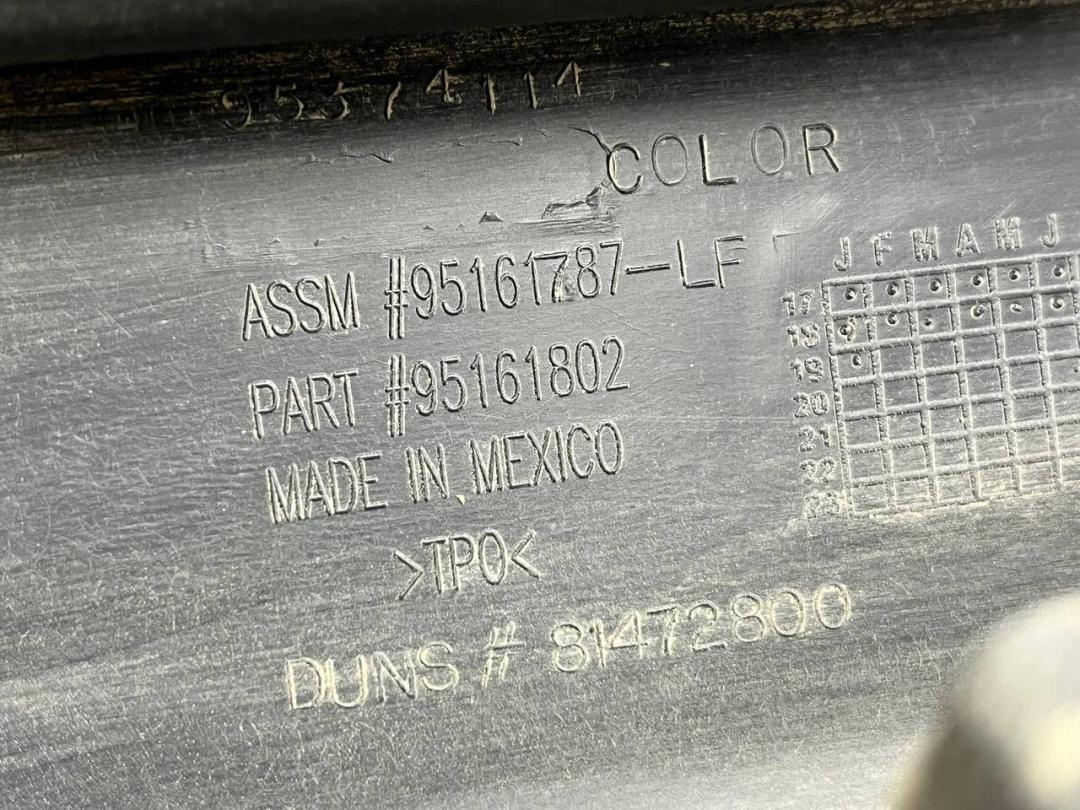 95374114
COLOR
ASSM #95161787-LF
PART #95161802
MADE IN MEXICO
>TPO<
DUNS # 81472800
J F M A M J
17
18
19
20
21
22
23